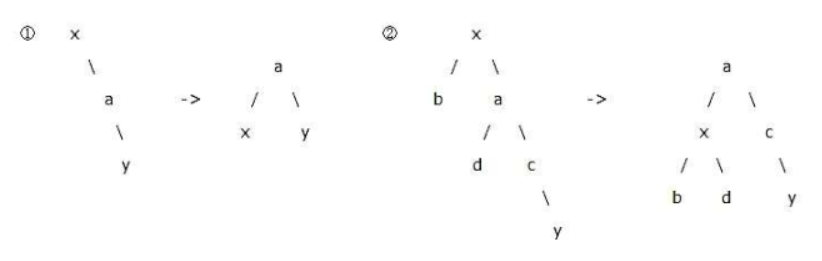 ① x ② x
\ a / \ a
a -> / \ b a -> / \
\ x y / \ x c
y d c / \ \
\ b d y
y